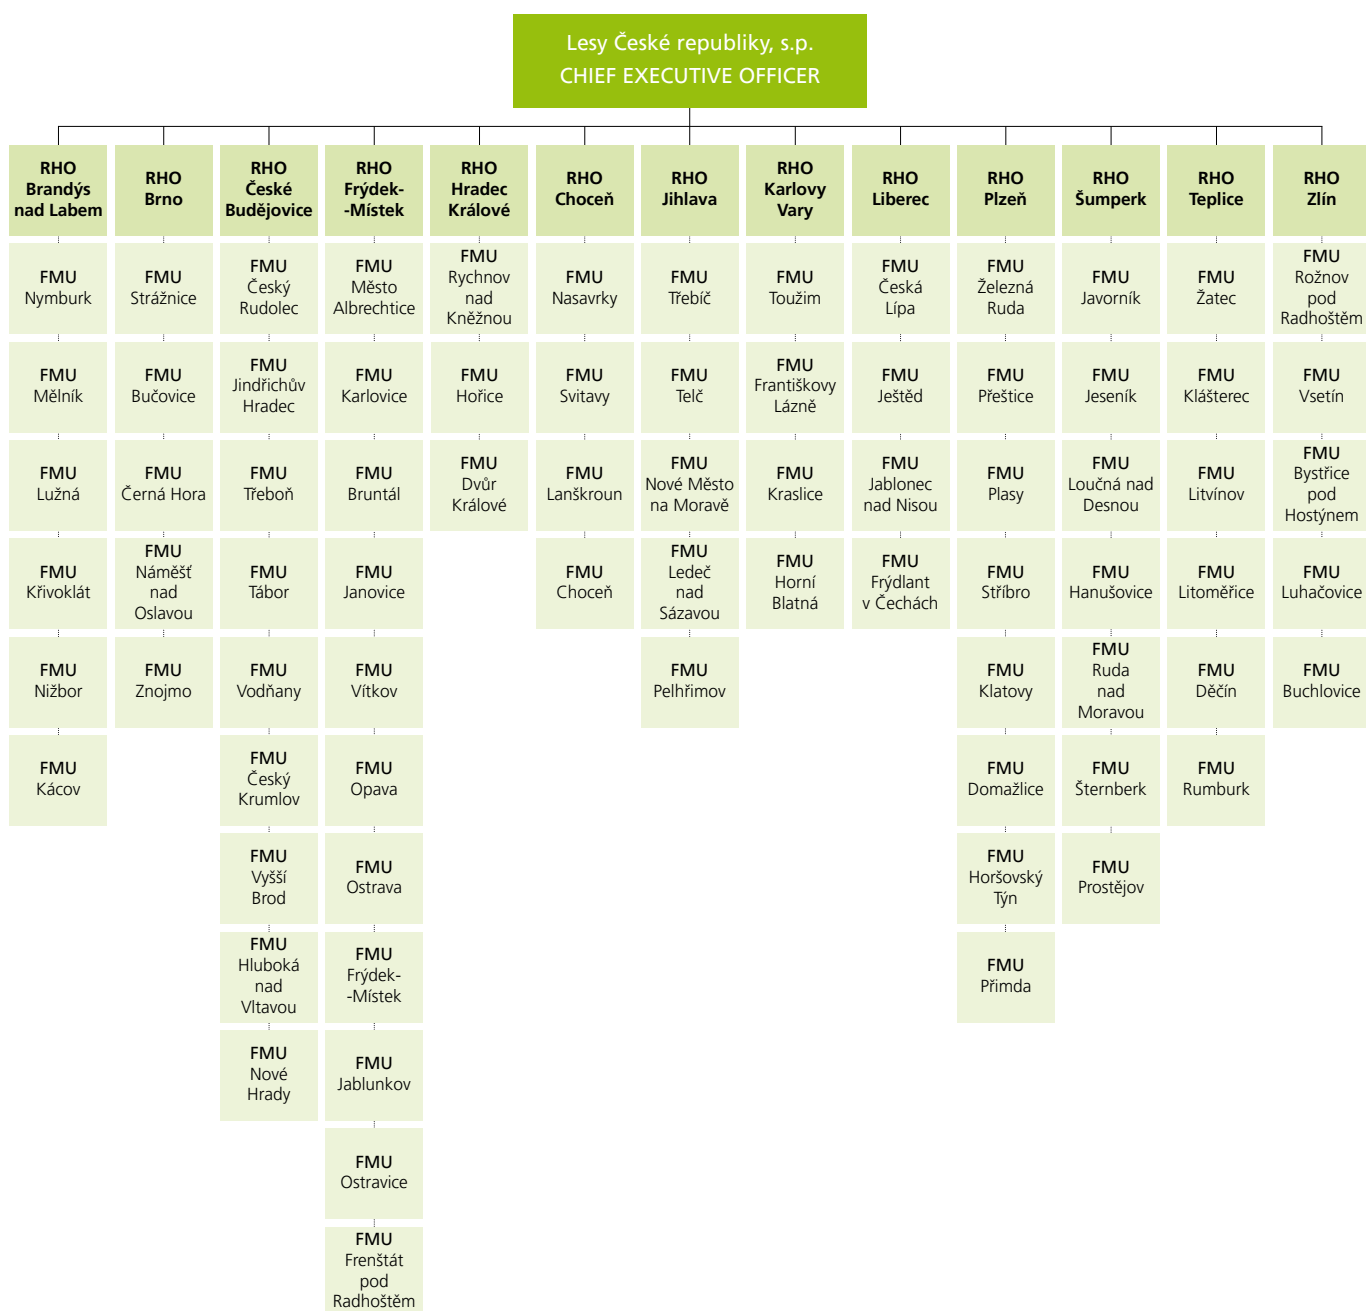 Lesy České republiky, s.p.
CHIEF EXECUTIVE OFFICER
RHO
Brandýs
nad Labem
FMU
Nymburk
FMU
Mělník
FMU
Lužná
FMU
Křivoklát
FMU
Nižbor
FMU
Kácov
RHO
Brno
FMU
Strážnice
FMU
Bučovice
FMU
Černá Hora
FMU
Náměšť
nad
Oslavou
FMU
Znojmo
RHO
České
Budějovice
FMU
Český
Rudolec
FMU
Jindřichův
Hradec
FMU
Třeboň
FMU
Tábor
FMU
Vodňany
FMU
Český
Krumlov
FMU
Vyšší
Brod
FMU
Hluboká
nad
Vltavou
FMU
Nové
Hrady
RHO
Frýdek-
-Místek
FMU
Město
Albrechtice
FMU
Karlovice
FMU
Bruntál
FMU
Janovice
FMU
Vítkov
FMU
Opava
FMU
Ostrava
FMU
Frýdek-
-Místek
FMU
Jablunkov
FMU
Ostravice
FMU
Frenštát
pod
Radhoštěm
RHO
Hradec
Králové
FMU
Rychnov
nad
Kněžnou
FMU
Hořice
FMU
Dvůr
Králové
RHO
Choceň
FMU
Nasavrky
FMU
Svitavy
FMU
Lanškroun
FMU
Choceň
RHO
Jihlava
FMU
Třebíč
FMU
Telč
FMU
Nové Město
na Moravě
FMU
Ledeč
nad
Sázavou
FMU
Pelhřimov
RHO
Karlovy
Vary
FMU
Toužim
FMU
Františkovy
Lázně
FMU
Kraslice
FMU
Horní
Blatná
RHO
Liberec
FMU
Česká
Lípa
FMU
Ještěd
FMU
Jablonec
nad Nisou
FMU
Frýdlant
v Čechách
RHO
Plzeň
FMU
Železná
Ruda
FMU
Přeštice
FMU
Plasy
FMU
Stříbro
FMU
Klatovy
FMU
Domažlice
FMU
Horšovský
Týn
FMU
Přimda
RHO
Šumperk
FMU
Javorník
FMU
Jeseník
FMU
Loučná nad
Desnou
FMU
Hanušovice
FMU
Ruda
nad
Moravou
FMU
Šternberk
FMU
Prostějov
RHO
Teplice
FMU
Žatec
FMU
Klášterec
FMU
Litvínov
FMU
Litoměřice
FMU
Děčín
FMU
Rumburk
RHO
Zlín
FMU
Rožnov
pod
Radhoštěm
FMU
Vsetín
FMU
Bystřice
pod
Hostýnem
FMU
Luhačovice
FMU
Buchlovice